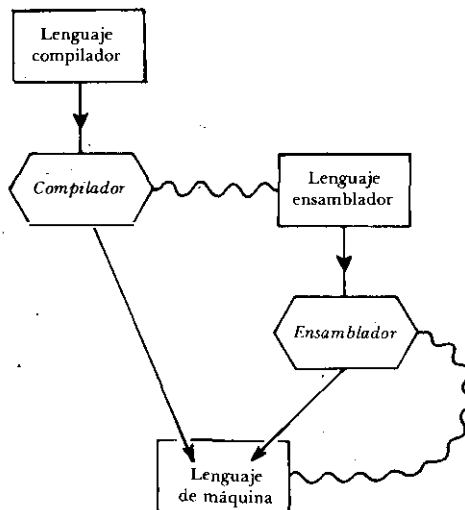 Lenguaje
compilador
Compilador
Lenguaje
ensamblador
Ensamblador
Lenguaje
de máquina